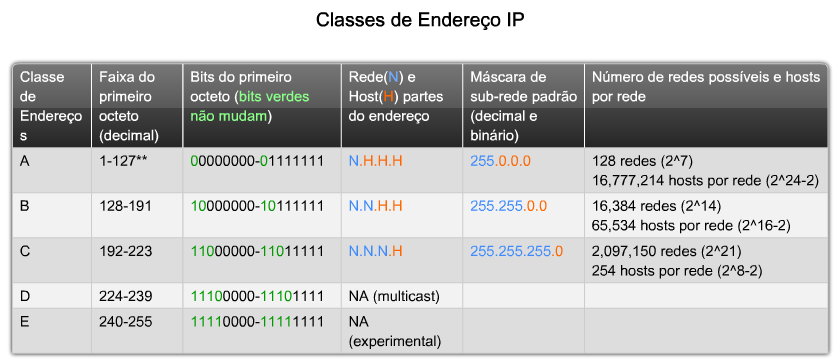 Classes de Endereço IP
Classe de Endereço s
Faixa do primeiro octeto (decimal)
Bits do primeiro octeto (bits verdes não mudam)
Rede(N) e Host(H) partes do endereço
Máscara de sub-rede padrão (decimal e binário)
Número de redes possíveis e hosts por rede
A 1-127** 00000000-01111111 N.H.H.H 255.0.0.0 128 redes (2^7)
16,777,214 hosts por rede (2^24-2)
B 128-191 10000000-10111111 N.N.H.H 255.255.0.0 16,384 redes (2^14)
65,534 hosts por rede (2^16-2)
C 192-223 11000000-11011111 N.N.N.H 255.255.255.0 2,097,150 redes (2^21)
254 hosts por rede (2^8-2)
D 224-239 11100000-11101111 NA (multicast)
E 240-255 11110000-11111111 NA
(experimental)